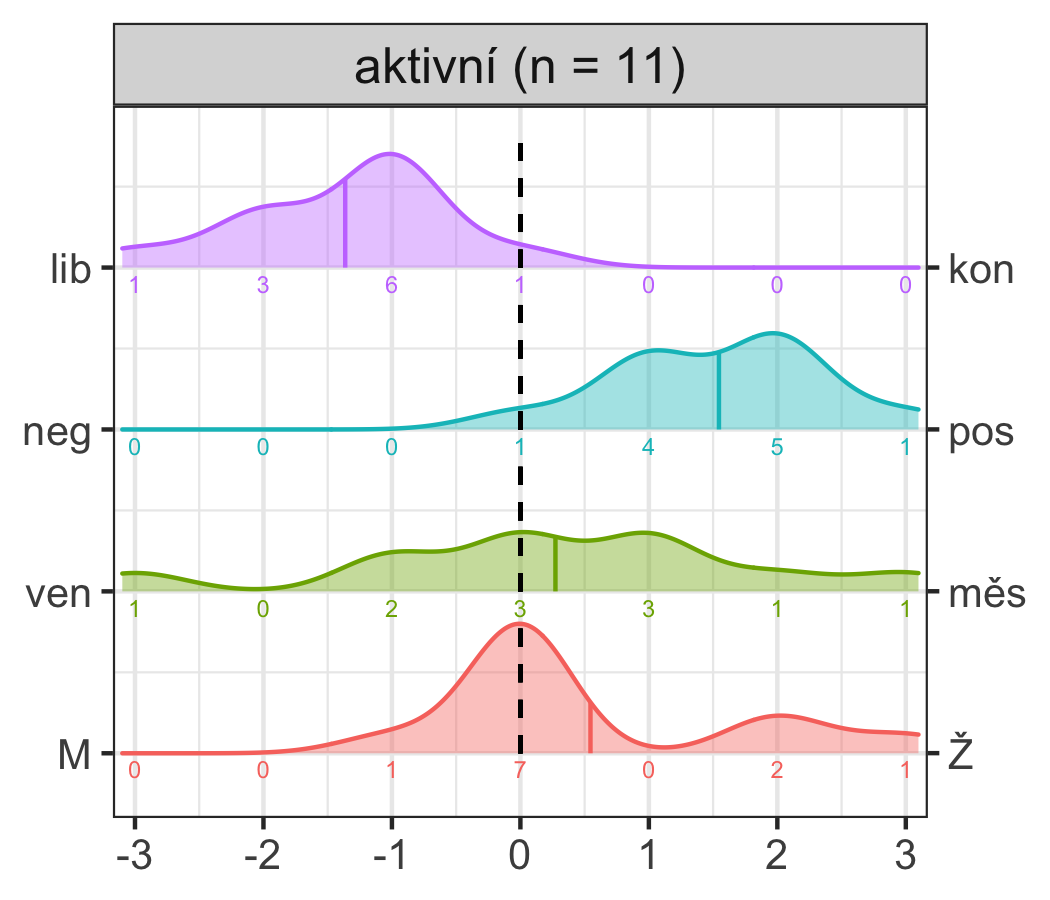 aktivní (n = 11)
lib kon
1 3 6 1 0 0 0
neg pos
0 0 0 1 4 5 1
ven měs
1 0 2 3 3 1 1
M Ž
0 0 1 7 0 2 1
-3 -2 -1 0 1 2 3